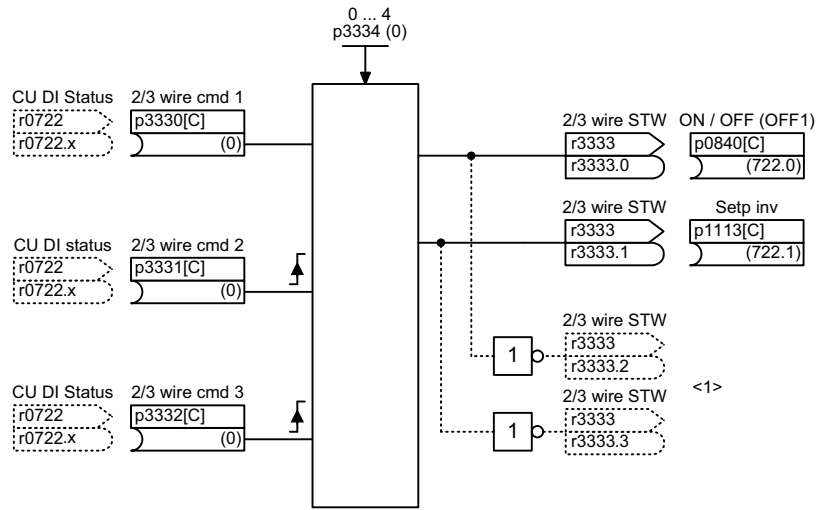 0 ... 4
p3334 (0)
CU DI Status
2/3 wire cmd 1
r0722
r0722.x
p3330[C]
(0)
2/3 wire STW
r3333
r3333.0
ON / OFF (OFF1)
p0840[C]
(722.0)
2/3 wire STW
r3333
r3333.1
Setp inv
p1113[C]
(722.1)
CU DI status
2/3 wire cmd 2
r0722
r0722.x
p3331[C]
(0)
2/3 wire STW
1
r3333
r3333.2
<1>
CU DI Status
2/3 wire cmd 3
r0722
r0722.x
p3332[C]
(0)
2/3 wire STW
1
r3333
r3333.3